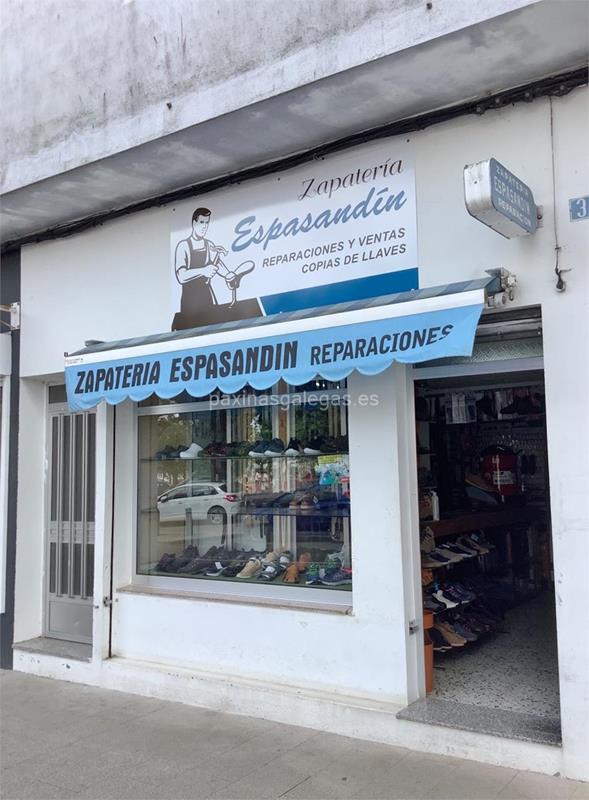 Zapatería
Espasandín
REPARACIONES Y VENTAS
COPIAS DE LLAVES
ZAPATERIA
ESPASANDIN
REPARACION
3
ZAPATERIA ESPASANDIN REPARACIONES
paxinasgalegas.es